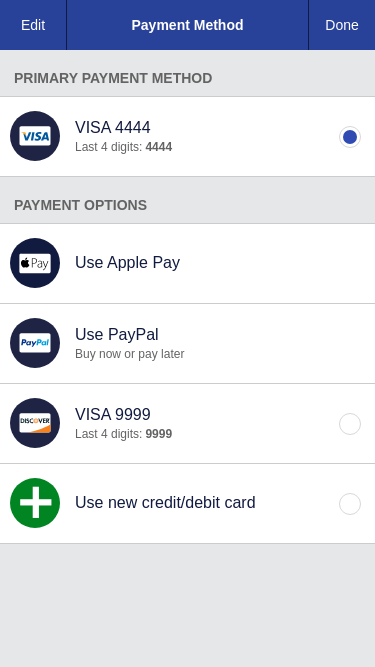 Edit
Payment Method
Done
PRIMARY PAYMENT METHOD
VISA
VISA 4444
Last 4 digits: 4444
PAYMENT OPTIONS
Pay
Use Apple Pay
PayPal
Use PayPal
Buy now or pay later
DISCOVER
VISA 9999
Last 4 digits: 9999
Use new credit/debit card